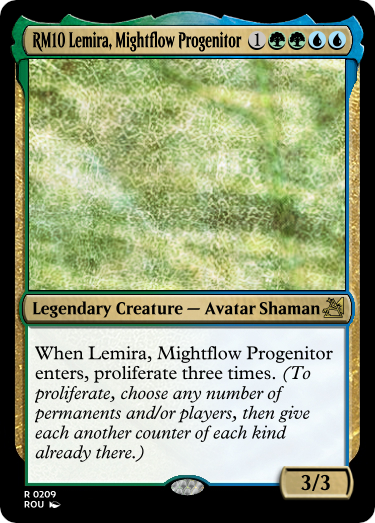 RM10 Lemira, Mightflow Progenitor 1
Legendary Creature — Avatar Shaman
When Lemira, Mightflow Progenitor
enters, proliferate three times. (To
proliferate, choose any number of
permanents and/or players, then give
each another counter of each kind
already there.)
3/3
R 0209
ROU